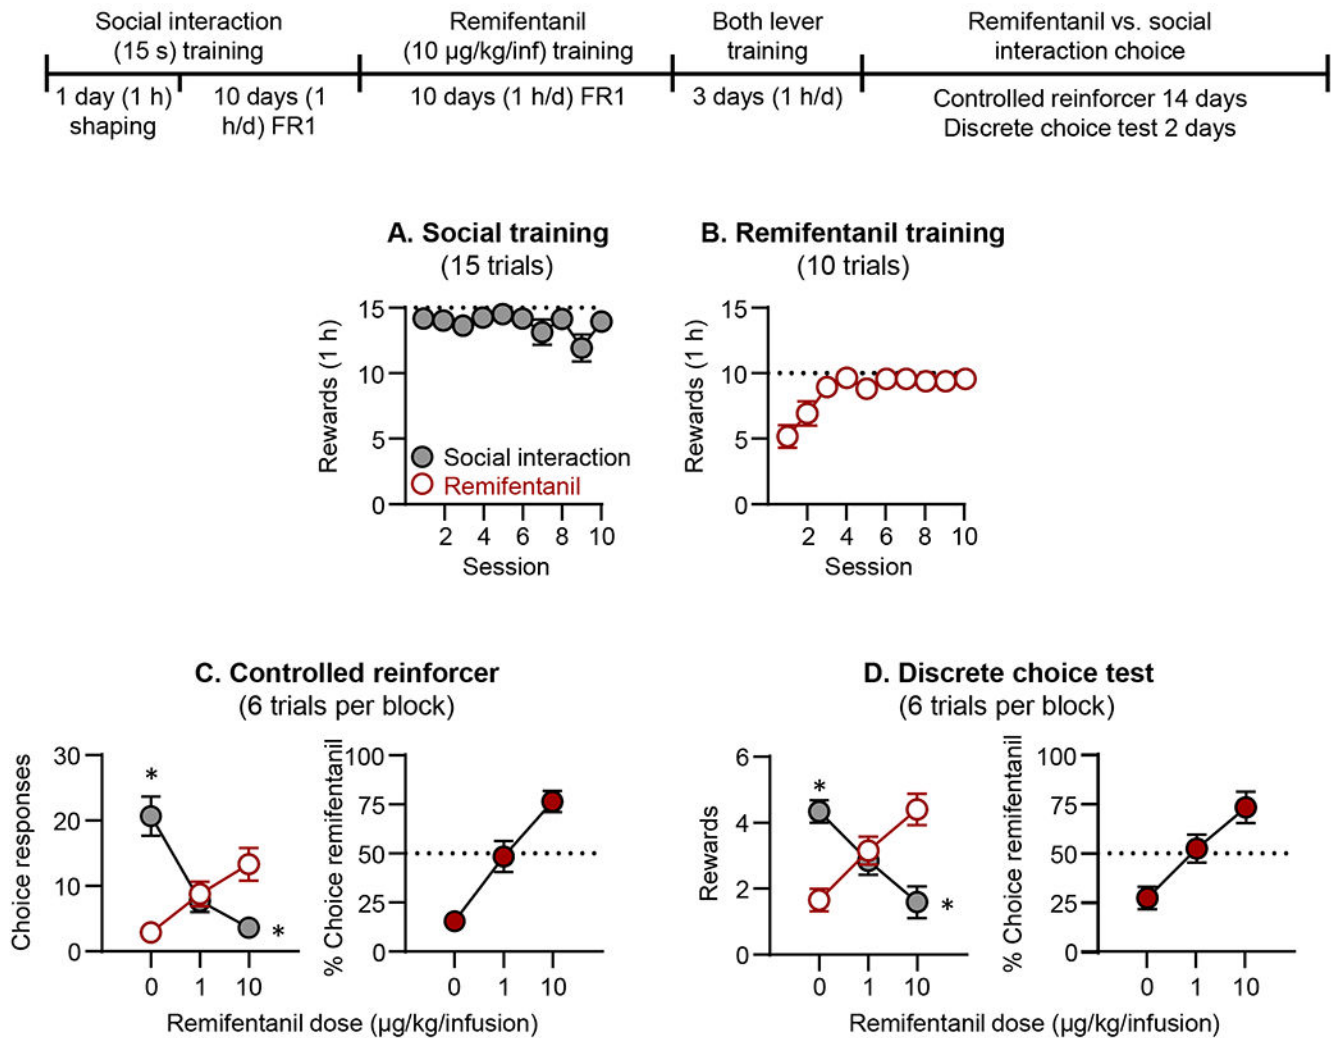 Social interaction
(15 s) training
Remifentanil
(10 µg/kg/inf) training
Both lever
training
Remifentanil vs. social
interaction choice
1 day (1 h)
shaping
10 days (1
h/d) FR1
10 days (1 h/d) FR1
3 days (1 h/d)
Controlled reinforcer 14 days
Discrete choice test 2 days
A. Social training
(15 trials)
Rewards (1 h)
15
10
5
0
Social interaction
Remifentanil
2 4 6 8 10
Session
B. Remifentanil training
(10 trials)
Rewards (1 h)
15
10
5
0
2 4 6 8 10
Session
C. Controlled reinforcer
(6 trials per block)
Choice responses
30
20
10
0
*
*
0 1 10
% Choice remifentanil
100
75
50
25
0
0 1 10
Remifentanil dose (µg/kg/infusion)
D. Discrete choice test
(6 trials per block)
Rewards
6
4
2
0
*
*
0 1 10
% Choice remifentanil
100
75
50
25
0
0 1 10
Remifentanil dose (µg/kg/infusion)